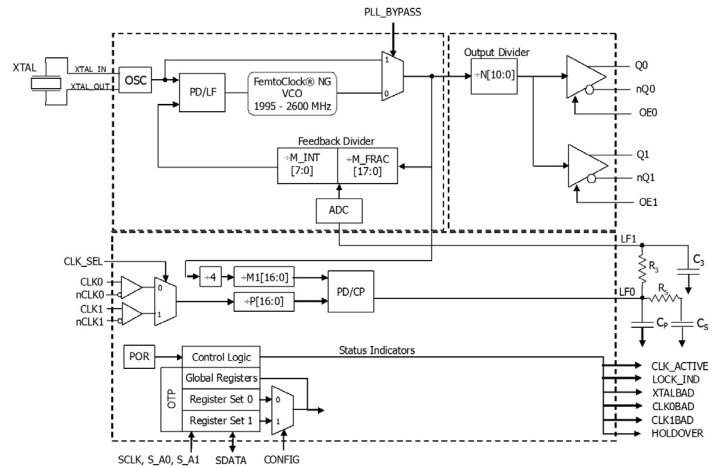 PLL_BYPASS
XTAL
XTAL_IN
XTAL_OUT
OSC
PD/LF
FemtoClock® NG
VCO
1995 - 2600 MHz
1
0
Output Divider
÷N[10:0]
Q0
nQ0
OE0
Q1
nQ1
OE1
Feedback Divider
÷M_INT
[7:0]
÷M_FRAC
[17:0]
ADC
CLK_SEL
CLK0
nCLK0
CLK1
nCLK1
0
1
÷4
÷M1[16:0]
÷P[16:0]
PD/CP
LF1
LF0
R3
C3
RS
CP
CS
POR
Control Logic
Status Indicators
OTP
Global Registers
Register Set 0
Register Set 1
0
1
CLK_ACTIVE
LOCK_IND
XTALBAD
CLK0BAD
CLK1BAD
HOLDOVER
SCLK, S_A0, S_A1
SDATA
CONFIG